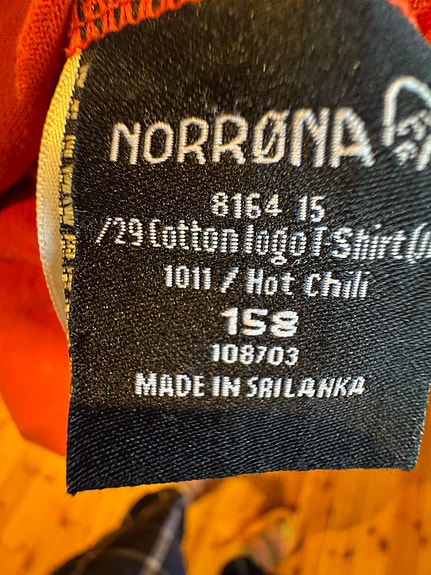 NORRØNA
8164 15
/29 Cotton logo T-Shirt (
1011 / Hot Chili
158
108703
MADE IN SRILANKA